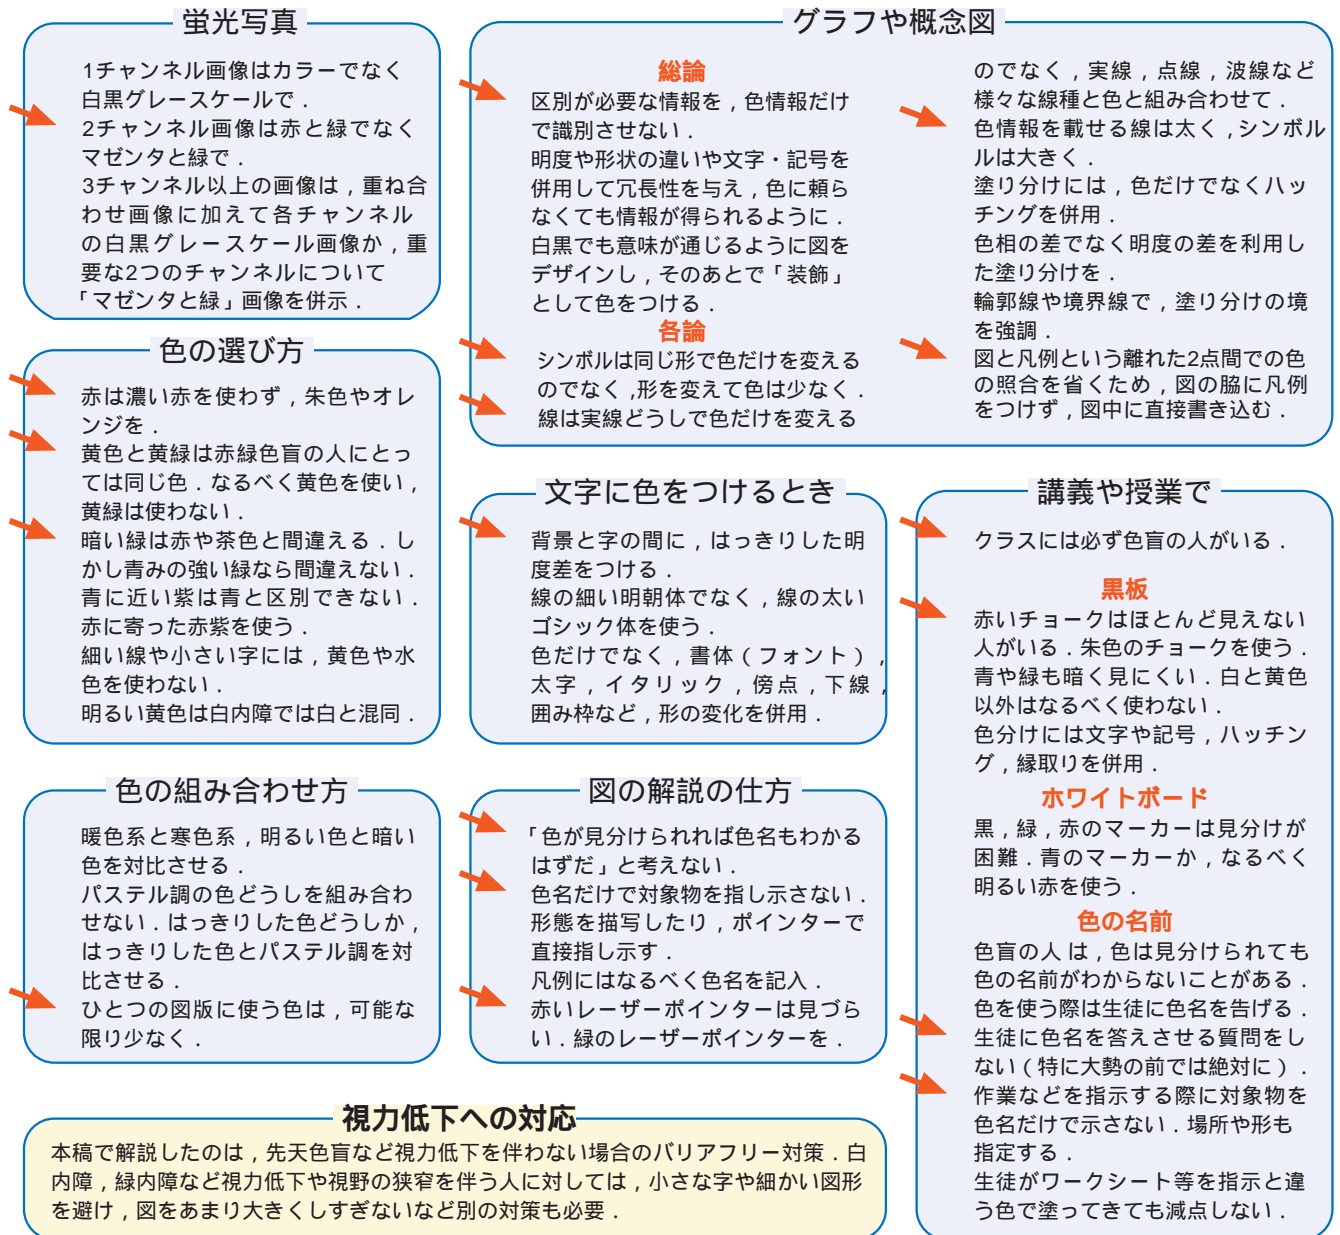 蛍光写真
1チャンネル画像はカラーでなく
白黒グレースケールで．
2チャンネル画像は赤と緑でなく
マゼンタと緑で．
3チャンネル以上の画像は，重ね合
わせ画像に加えて各チャンネル
の白黒グレースケール画像か，重
要な2つのチャンネルについて
「マゼンタと緑」画像を併示．
グラフや概念図
総論
区別が必要な情報を，色情報だけ
で識別させない．
明度や形状の違いや文字・記号を
併用して冗長性を与え，色に頼ら
なくても情報が得られるように．
白黒でも意味が通じるように図を
デザインし，そのあとで「装飾」
として色をつける．
各論
シンボルは同じ形で色だけを変える
のでなく，形を変えて色は少なく．
線は実線どうしで色だけを変える
のでなく，実線，点線，波線など
様々な線種と色と組み合わせて．
色情報を載せる線は太く，シンボル
ルは大きく．
塗り分けには，色だけでなくハッ
チングを併用．
色相の差でなく明度の差を利用し
た塗り分けを．
輪郭線や境界線で，塗り分けの境
を強調．
図と凡例という離れた2点間での色
の照合を省くため，図の脇に凡例
をつけず，図中に直接書き込む．
色の選び方
赤は濃い赤を使わず，朱色やオレ
ンジを．
黄色と黄緑は赤緑色盲の人にとっ
ては同じ色．なるべく黄色を使い，
黄緑は使わない．
暗い緑は赤や茶色と間違える．し
かし青みの強い緑なら間違えない．
青に近い紫は青と区別できない．
赤に寄った赤紫を使う．
細い線や小さい字には，黄色や水
色を使わない．
明るい黄色は白内障では白と混同．
文字に色をつけるとき
背景と字の間に，はっきりした明
度差をつける．
線の細い明朝体でなく，線の太い
ゴシック体を使う．
色だけでなく，書体（フォント），
太字，イタリック，傍点，下線，
囲み枠など，形の変化を併用．
講義や授業で
クラスには必ず色盲の人がいる．
黒板
赤いチョークはほとんど見えない
人がいる．朱色のチョークを使う．
青や緑も暗く見にくい．白と黄色
以外はなるべく使わない．
色分けには文字や記号，ハッチン
グ，縁取りを併用．
ホワイトボード
黒，緑，赤のマーカーは見分けが
困難．青のマーカーか，なるべく
明るい赤を使う．
色の名前
色盲の人 は，色は見分けられても
色の名前がわからないことがある．
色を使う際は生徒に色名を告げる．
生徒に色名を答えさせる質問をし
ない（特に大勢の前では絶対に）．
作業などを指示する際に対象物を
色名だけで示さない．場所や形も
指定する．
生徒がワークシート等を指示と違
う色で塗ってきても減点しない．
色の組み合わせ方
暖色系と寒色系，明るい色と暗い
色を対比させる．
パステル調の色どうしを組み合わ
せない．はっきりした色どうしか，
はっきりした色とパステル調を対
比させる．
ひとつの図版に使う色は，可能な
限り少なく．
図の解説の仕方
「色が見分けられれば色名もわかる
はずだ」と考えない．
色名だけで対象物を指し示さない．
形態を描写したり，ポインターで
直接指し示す．
凡例にはなるべく色名を記入．
赤いレーザーポインターは見づら
い．緑のレーザーポインターを．
視力低下への対応
本稿で解説したのは，先天色盲など視力低下を伴わない場合のバリアフリー対策．白
内障，緑内障など視力低下や視野の狭窄を伴う人に対しては，小さな字や細かい図形
を避け，図をあまり大きくしすぎないなど別の対策も必要．